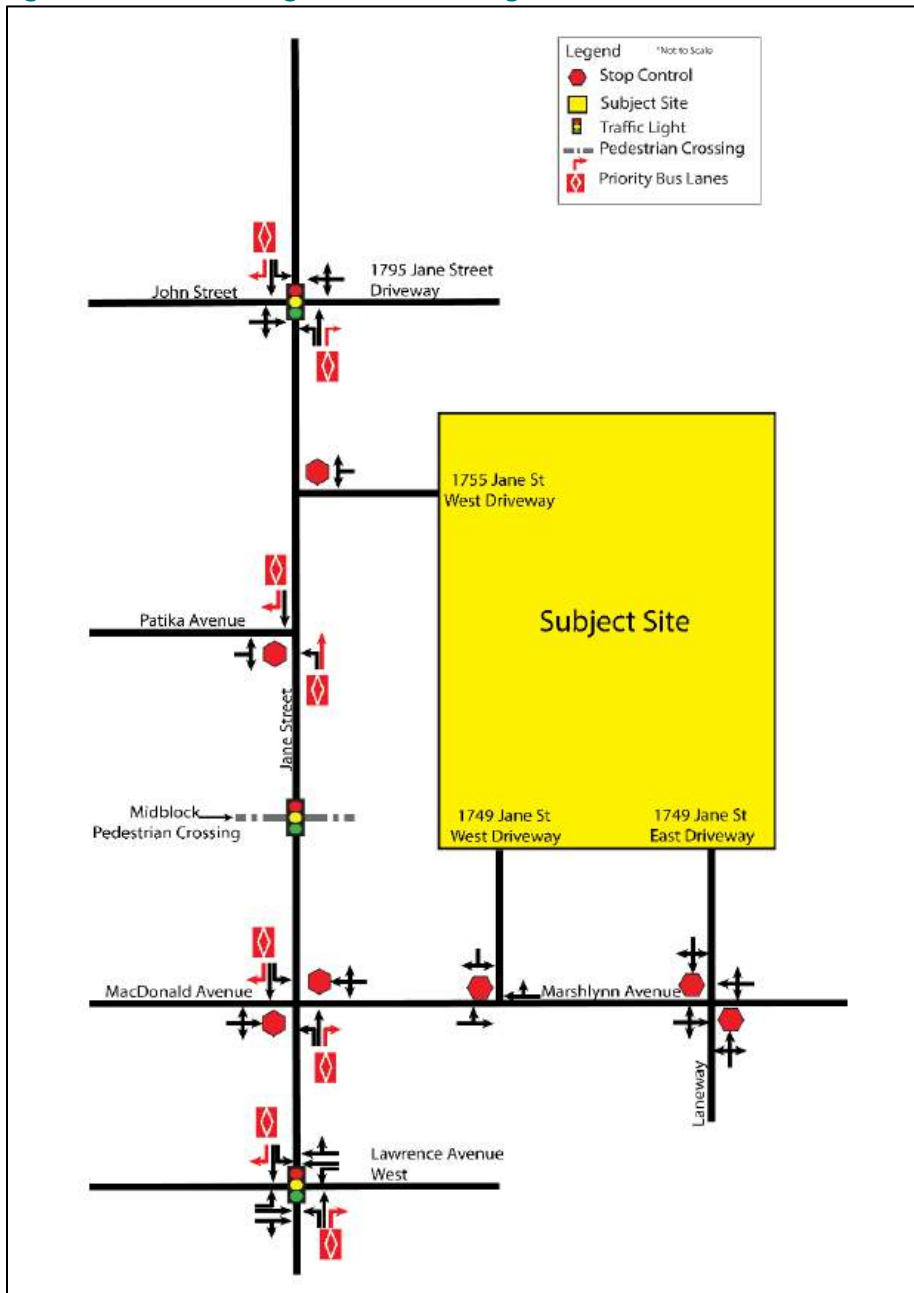 Legend
*Not to Scale
Stop Control
Subject Site
Traffic Light
Pedestrian Crossing
Priority Bus Lanes
John Street
1795 Jane Street
Driveway
1755 Jane St
West Driveway
Patika Avenue
Subject Site
Jane Street
Midblock
Pedestrian Crossing
1749 Jane St
West Driveway
1749 Jane St
East Driveway
MacDonald Avenue
Marshlynn Avenue
Laneway
Lawrence Avenue
West